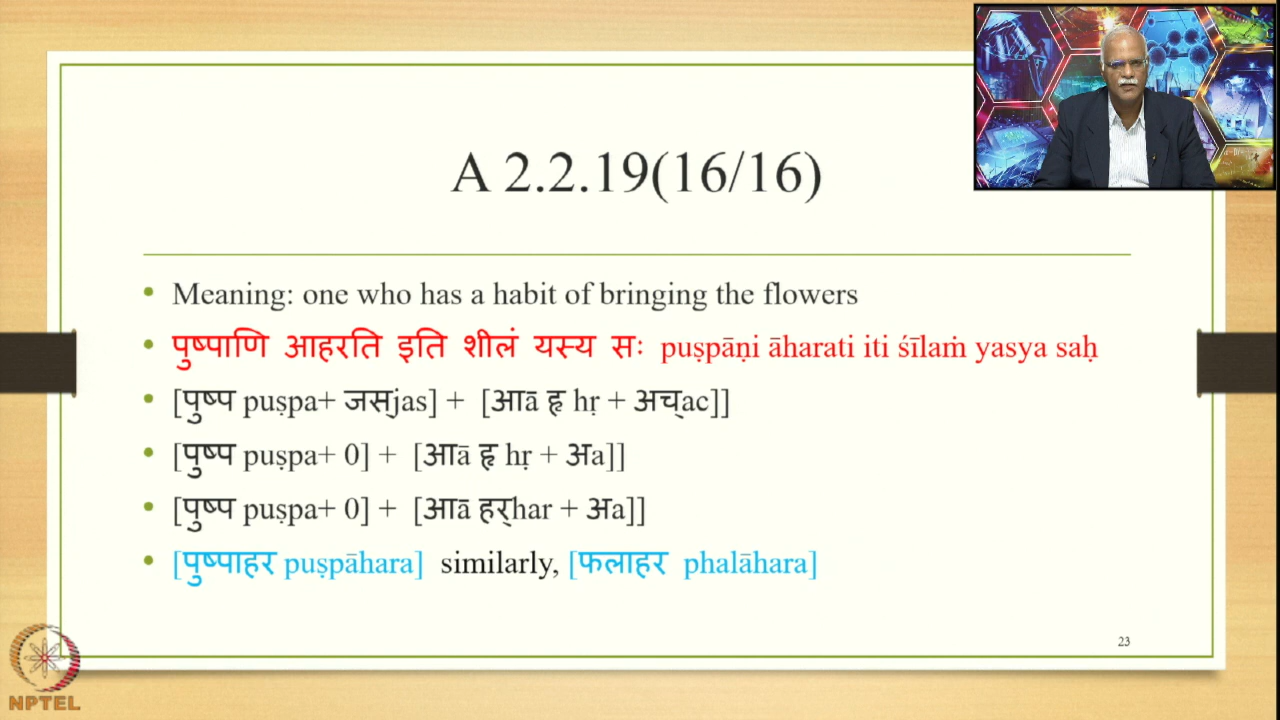 A 2.2.19(16/16)
Meaning: one who has a habit of bringing the flowers
पुष्पाणि आहरति इति शीलं यस्य सः puṣpāṇi āharati iti śīlaṁ yasya saḥ
[पुष्प puṣpa+ जस्jas] + [आā हृ hṛ + अच्ac]]
[पुष्प puṣpa+ 0] + [आā हृ hṛ + अa]]
[पुष्प puṣpa+ 0] + [आā हर्har + अa]]
[पुष्पाहर puṣpāhara] similarly, [फलाहर phalāhara]
23
NPTEL